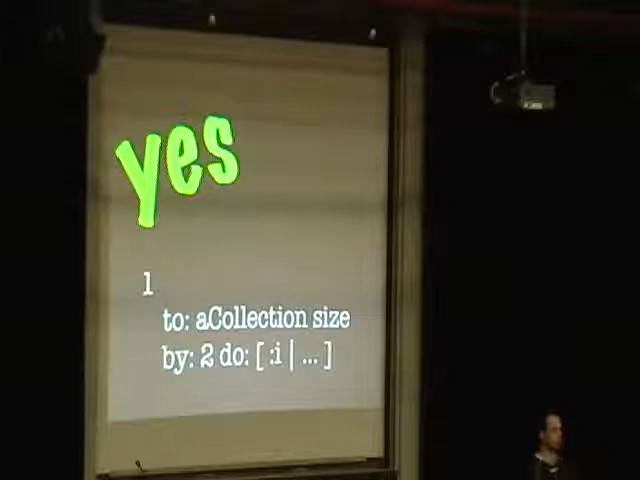 yes
1
to: aCollection size
by: 2 do: [ :i | ... ]